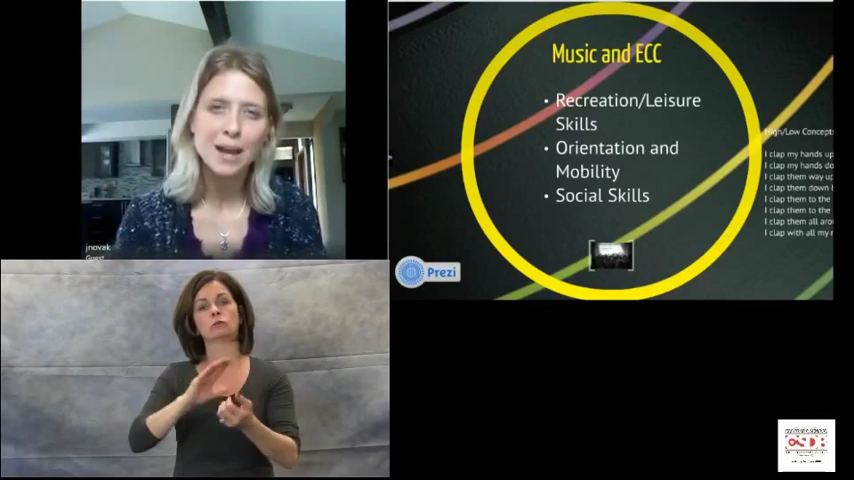 Music and ECC
• Recreation/Leisure
Skills
• Orientation and
Mobility
• Social Skills
High/Low Concepts
I clap my hands up
I clap my hands do
I clap them way up
I clap them down
I clap them to the
I clap them to the
I clap them all aro
I clap with all my
jnovak
Guest
Prezi